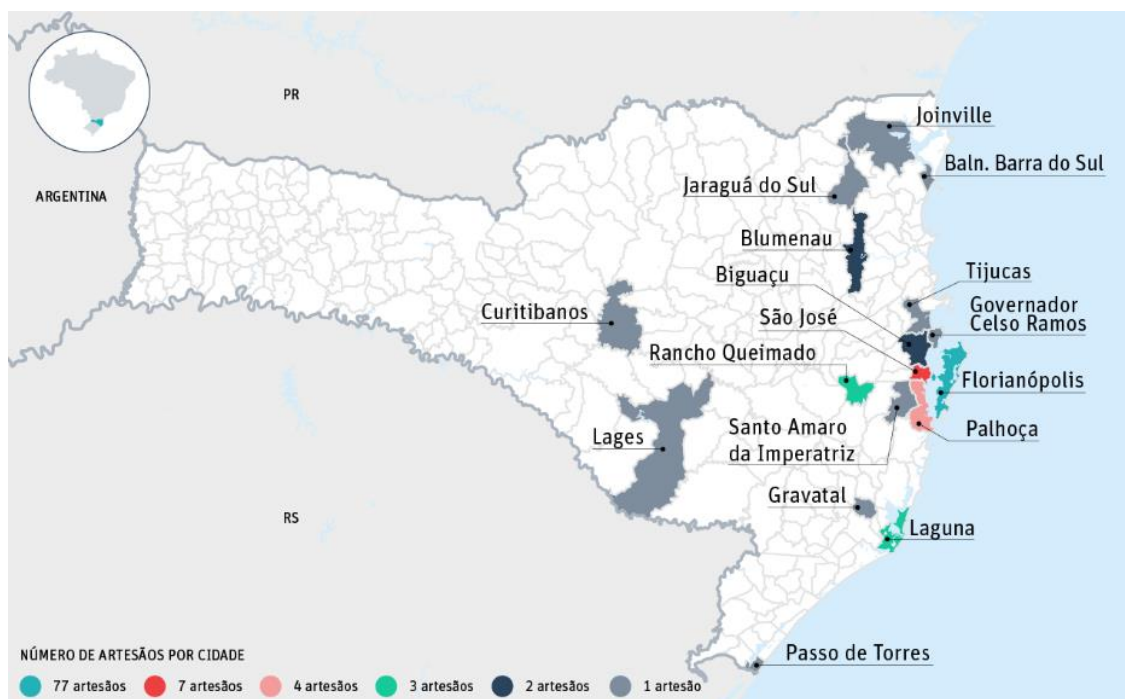 PR
ARGENTINA
RS
Joinville
Baln. Barra do Sul
Jaraguá do Sul
Blumenau
Biguaçu
Tijucas
Governador
Celso Ramos
Curitibanos
São José
Rancho Queimado
Florianópolis
Santo Amaro
da Imperatriz
Palhoça
Lages
Gravatal
Laguna
Passo de Torres
NÚMERO DE ARTESÃOS POR CIDADE
77 artesãos
7 artesãos
4 artesãos
3 artesãos
2 artesãos
1 artesão